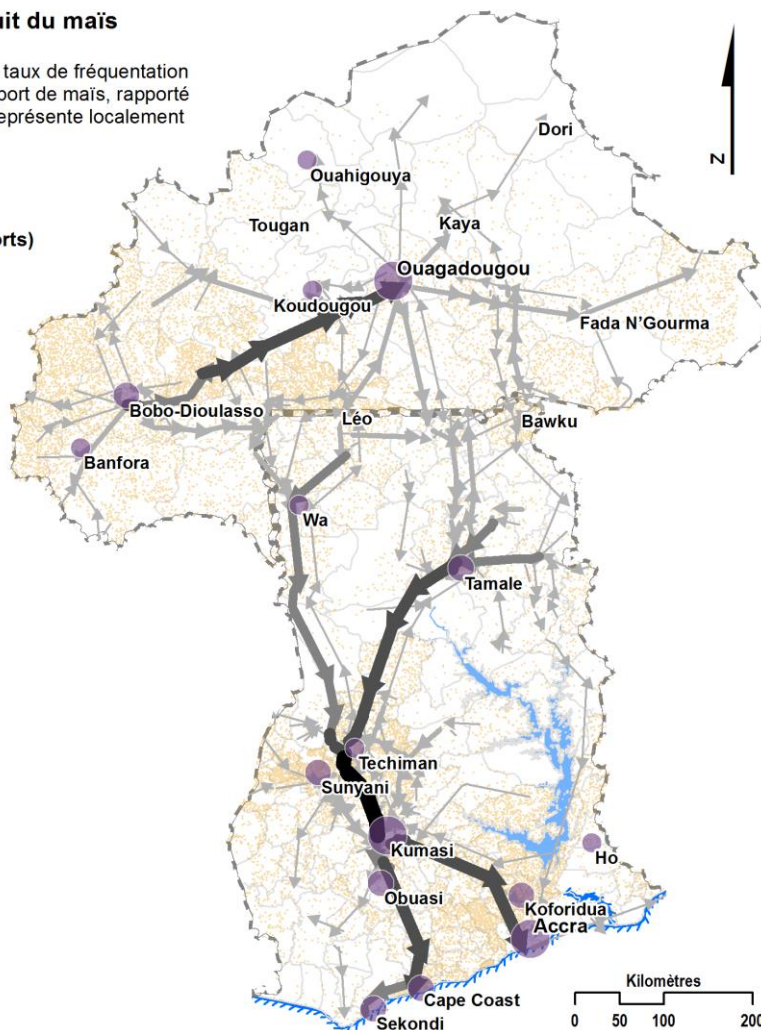 uit du maïs
taux de fréquentation
port de maïs, rapporté
eprésente localement
orts)
N
Dori
Ouahigouya
Tougan
Kaya
Ouagadougou
Koudougou
Fada N'Gourma
Bobo-Dioulasso
Léo
Bawku
Banfora
Wa
Tamale
Techiman
Sunyani
Kumasi
Ho
Obuasi
Koforidua
Accra
Cape Coast
Sekondi
Kilomètres
0 50 100 200